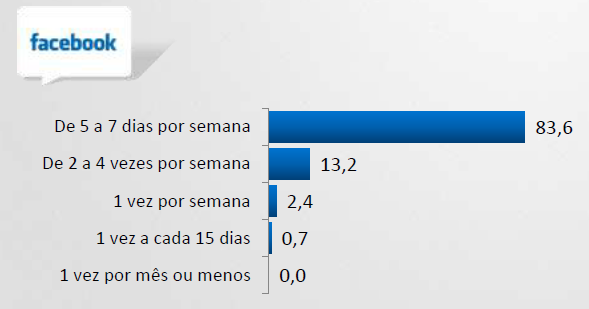 facebook
De 5 a 7 dias por semana 83,6
De 2 a 4 vezes por semana 13,2
1 vez por semana 2,4
1 vez a cada 15 dias 0,7
1 vez por mês ou menos 0,0